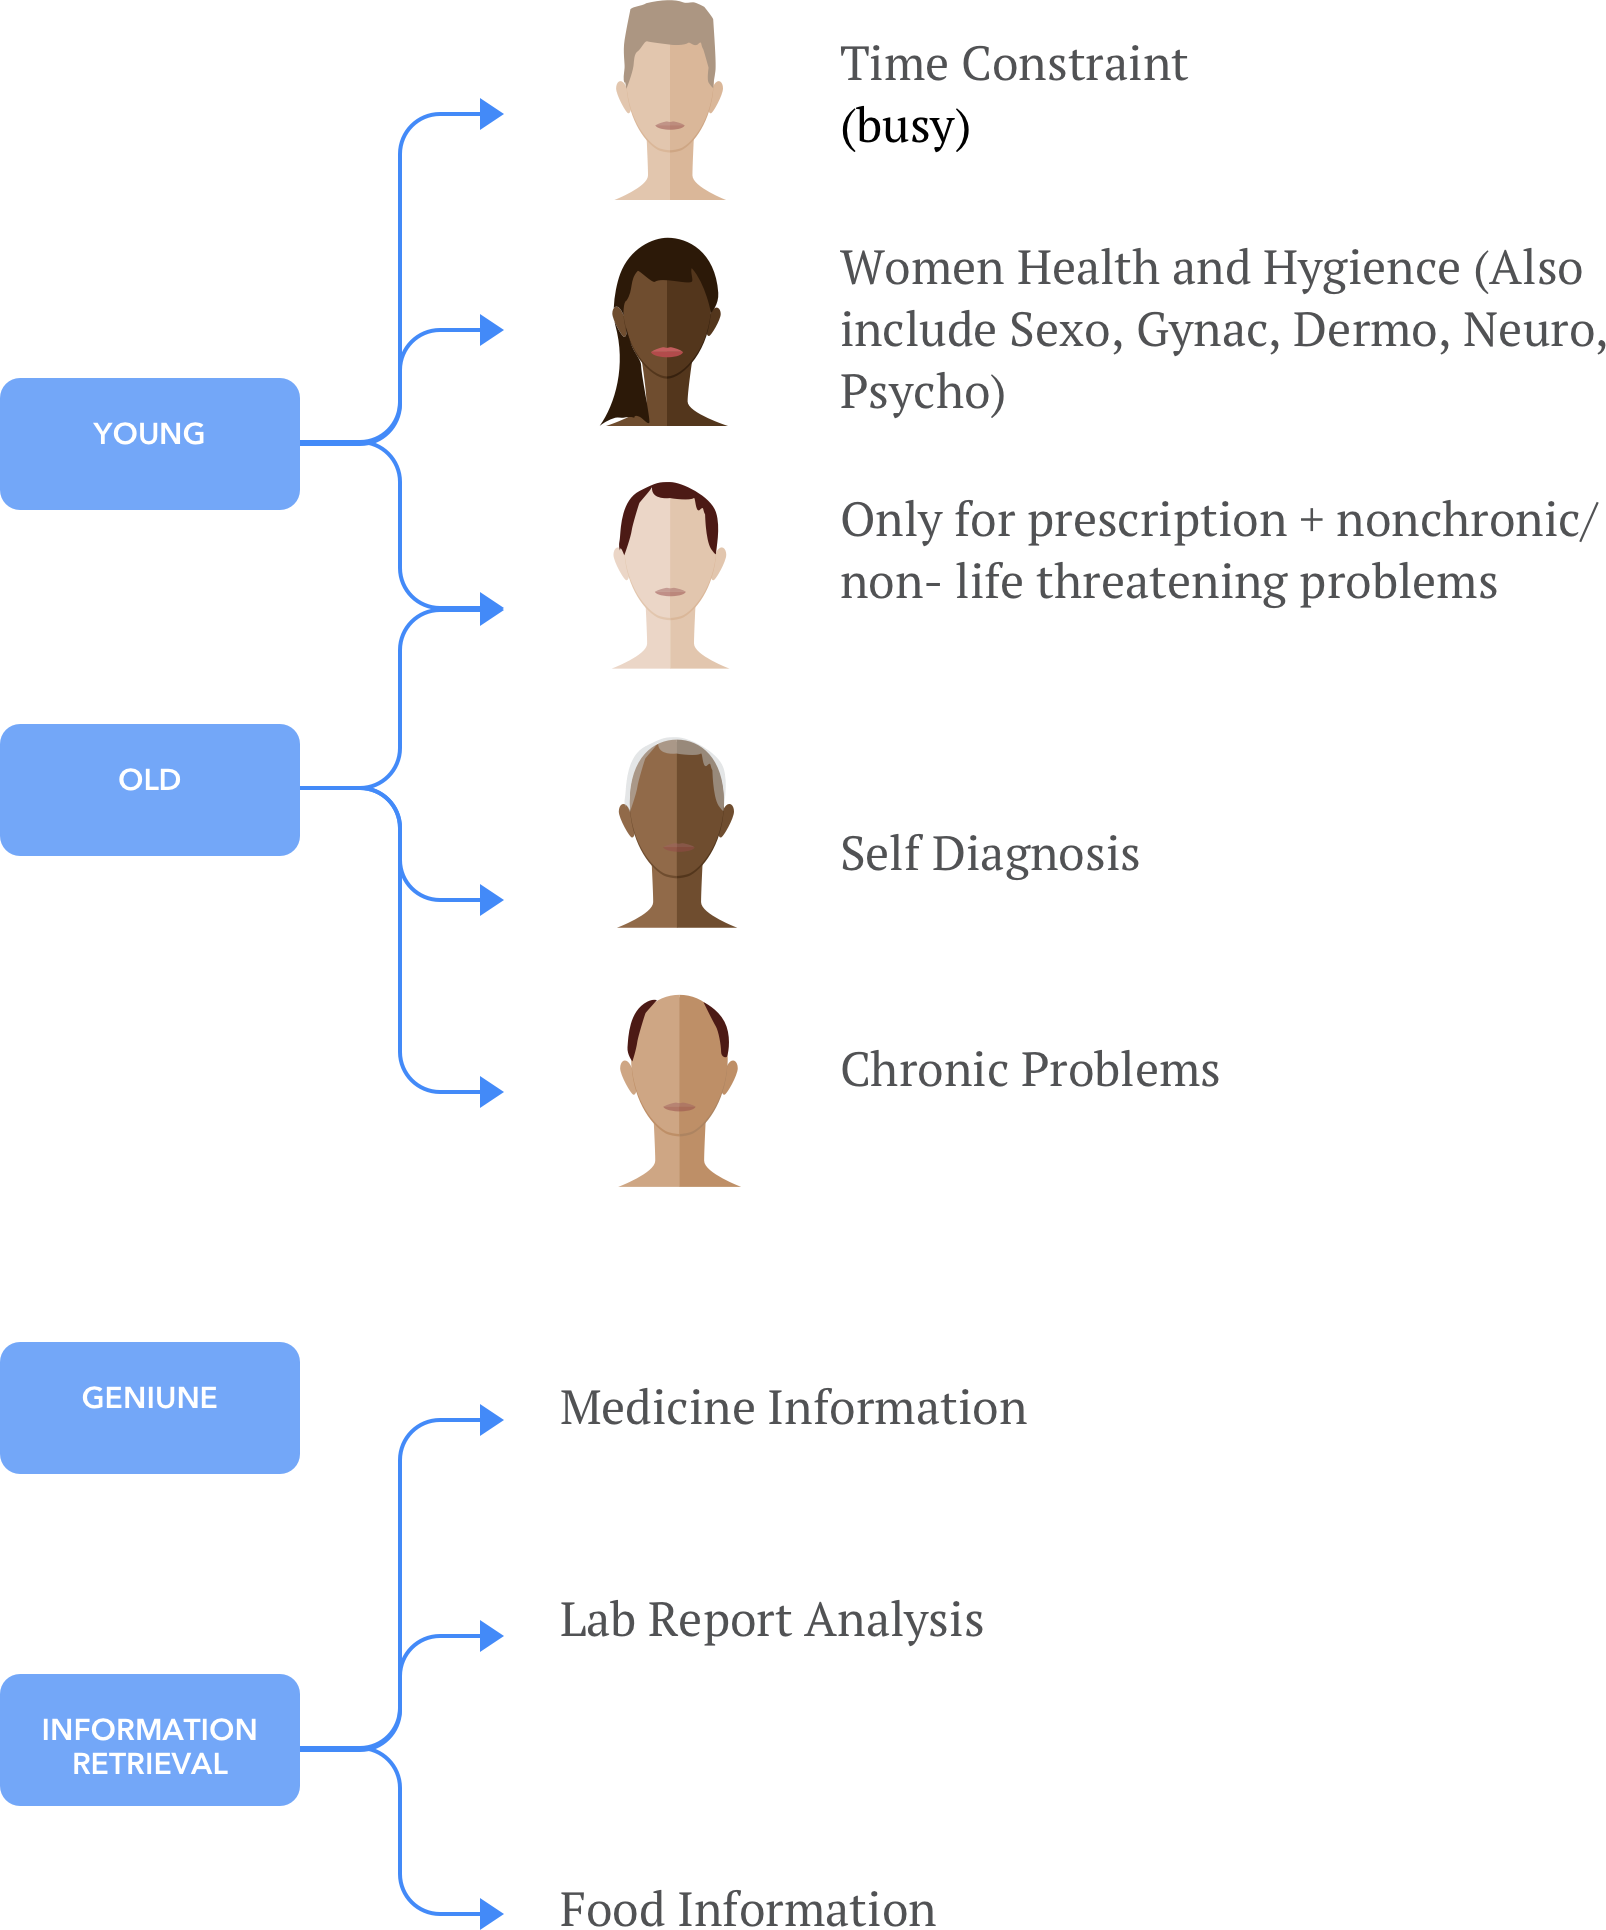 Time Constraint
(busy)
Women Health and Hygience (Also
include Sexo, Gynac, Dermo, Neuro,
Psycho)
YOUNG
Only for prescription + nonchronic/
non- life threatening problems
OLD
Self Diagnosis
Chronic Problems
GENIUNE
Medicine Information
Lab Report Analysis
INFORMATION
RETRIEVAL
Food Information